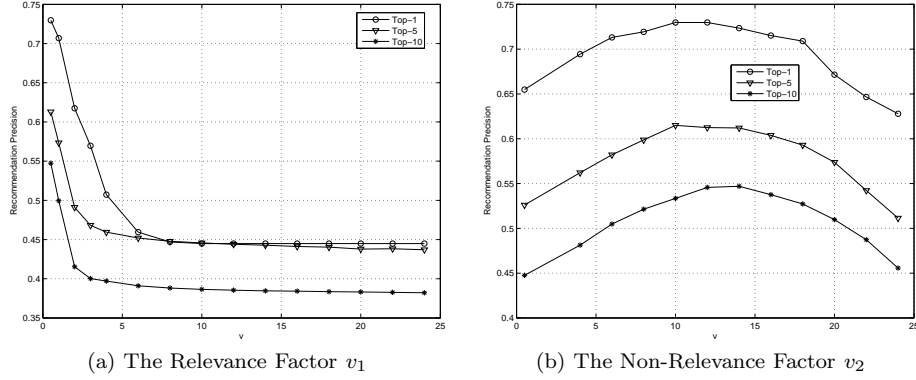 0.75
0.7
0.65
0.6
0.55
0.5
0.45
0.4
0.35
Recommendation Precision
0
5
10
15
20
25
v
Top−1
Top−5
Top−10
(a) The Relevance Factor v1
0.75
0.7
0.65
0.6
0.55
0.5
0.45
0.4
Recommendation Precision
0
5
10
15
20
25
v
Top−1
Top−5
Top−10
(b) The Non-Relevance Factor v2